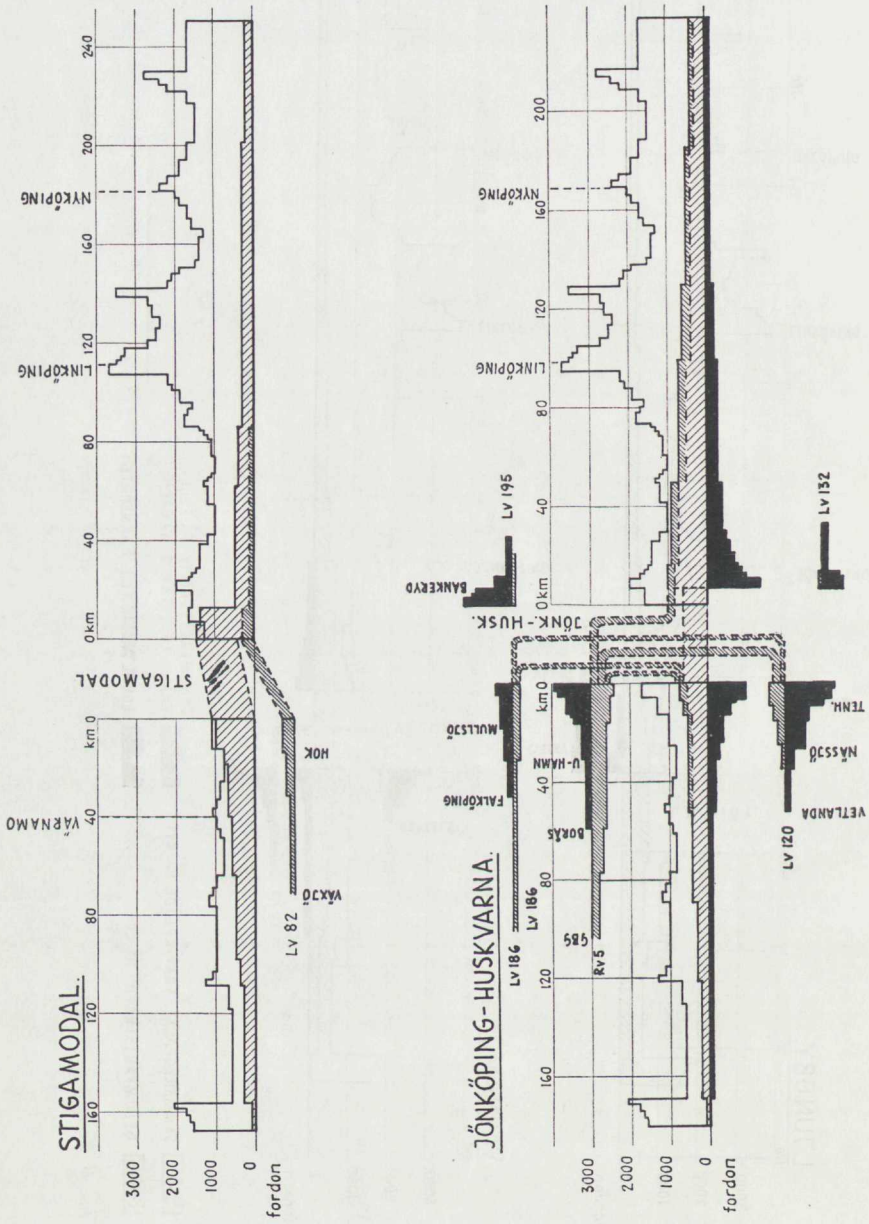 STIGAMODAL.
3000
2000
1000
0
fordon
160
120
80
40
km 0
VÄRNAMO
VÄXJÖ
HOK
Lv 82
STIGAMODAL
0 km
40
80
120
160
200
240
LINKÖPING
NYKÖPING
JÖNKÖPING-HUSKVARNA.
3000
2000
1000
0
fordon
160
120
80
40
km 0
Lv 186
Lv 186
FALKÖPING
MULLSJÖ
Rv 5
GBG
BORÅS
U-HAMN
Lv 120
VETLANDA
NÄSSJÖ
TENH.
JÖNK.-HUSK.
BANKERYD
Lv 195
Lv 132
0 km
40
80
120
160
200
LINKÖPING
NYKÖPING